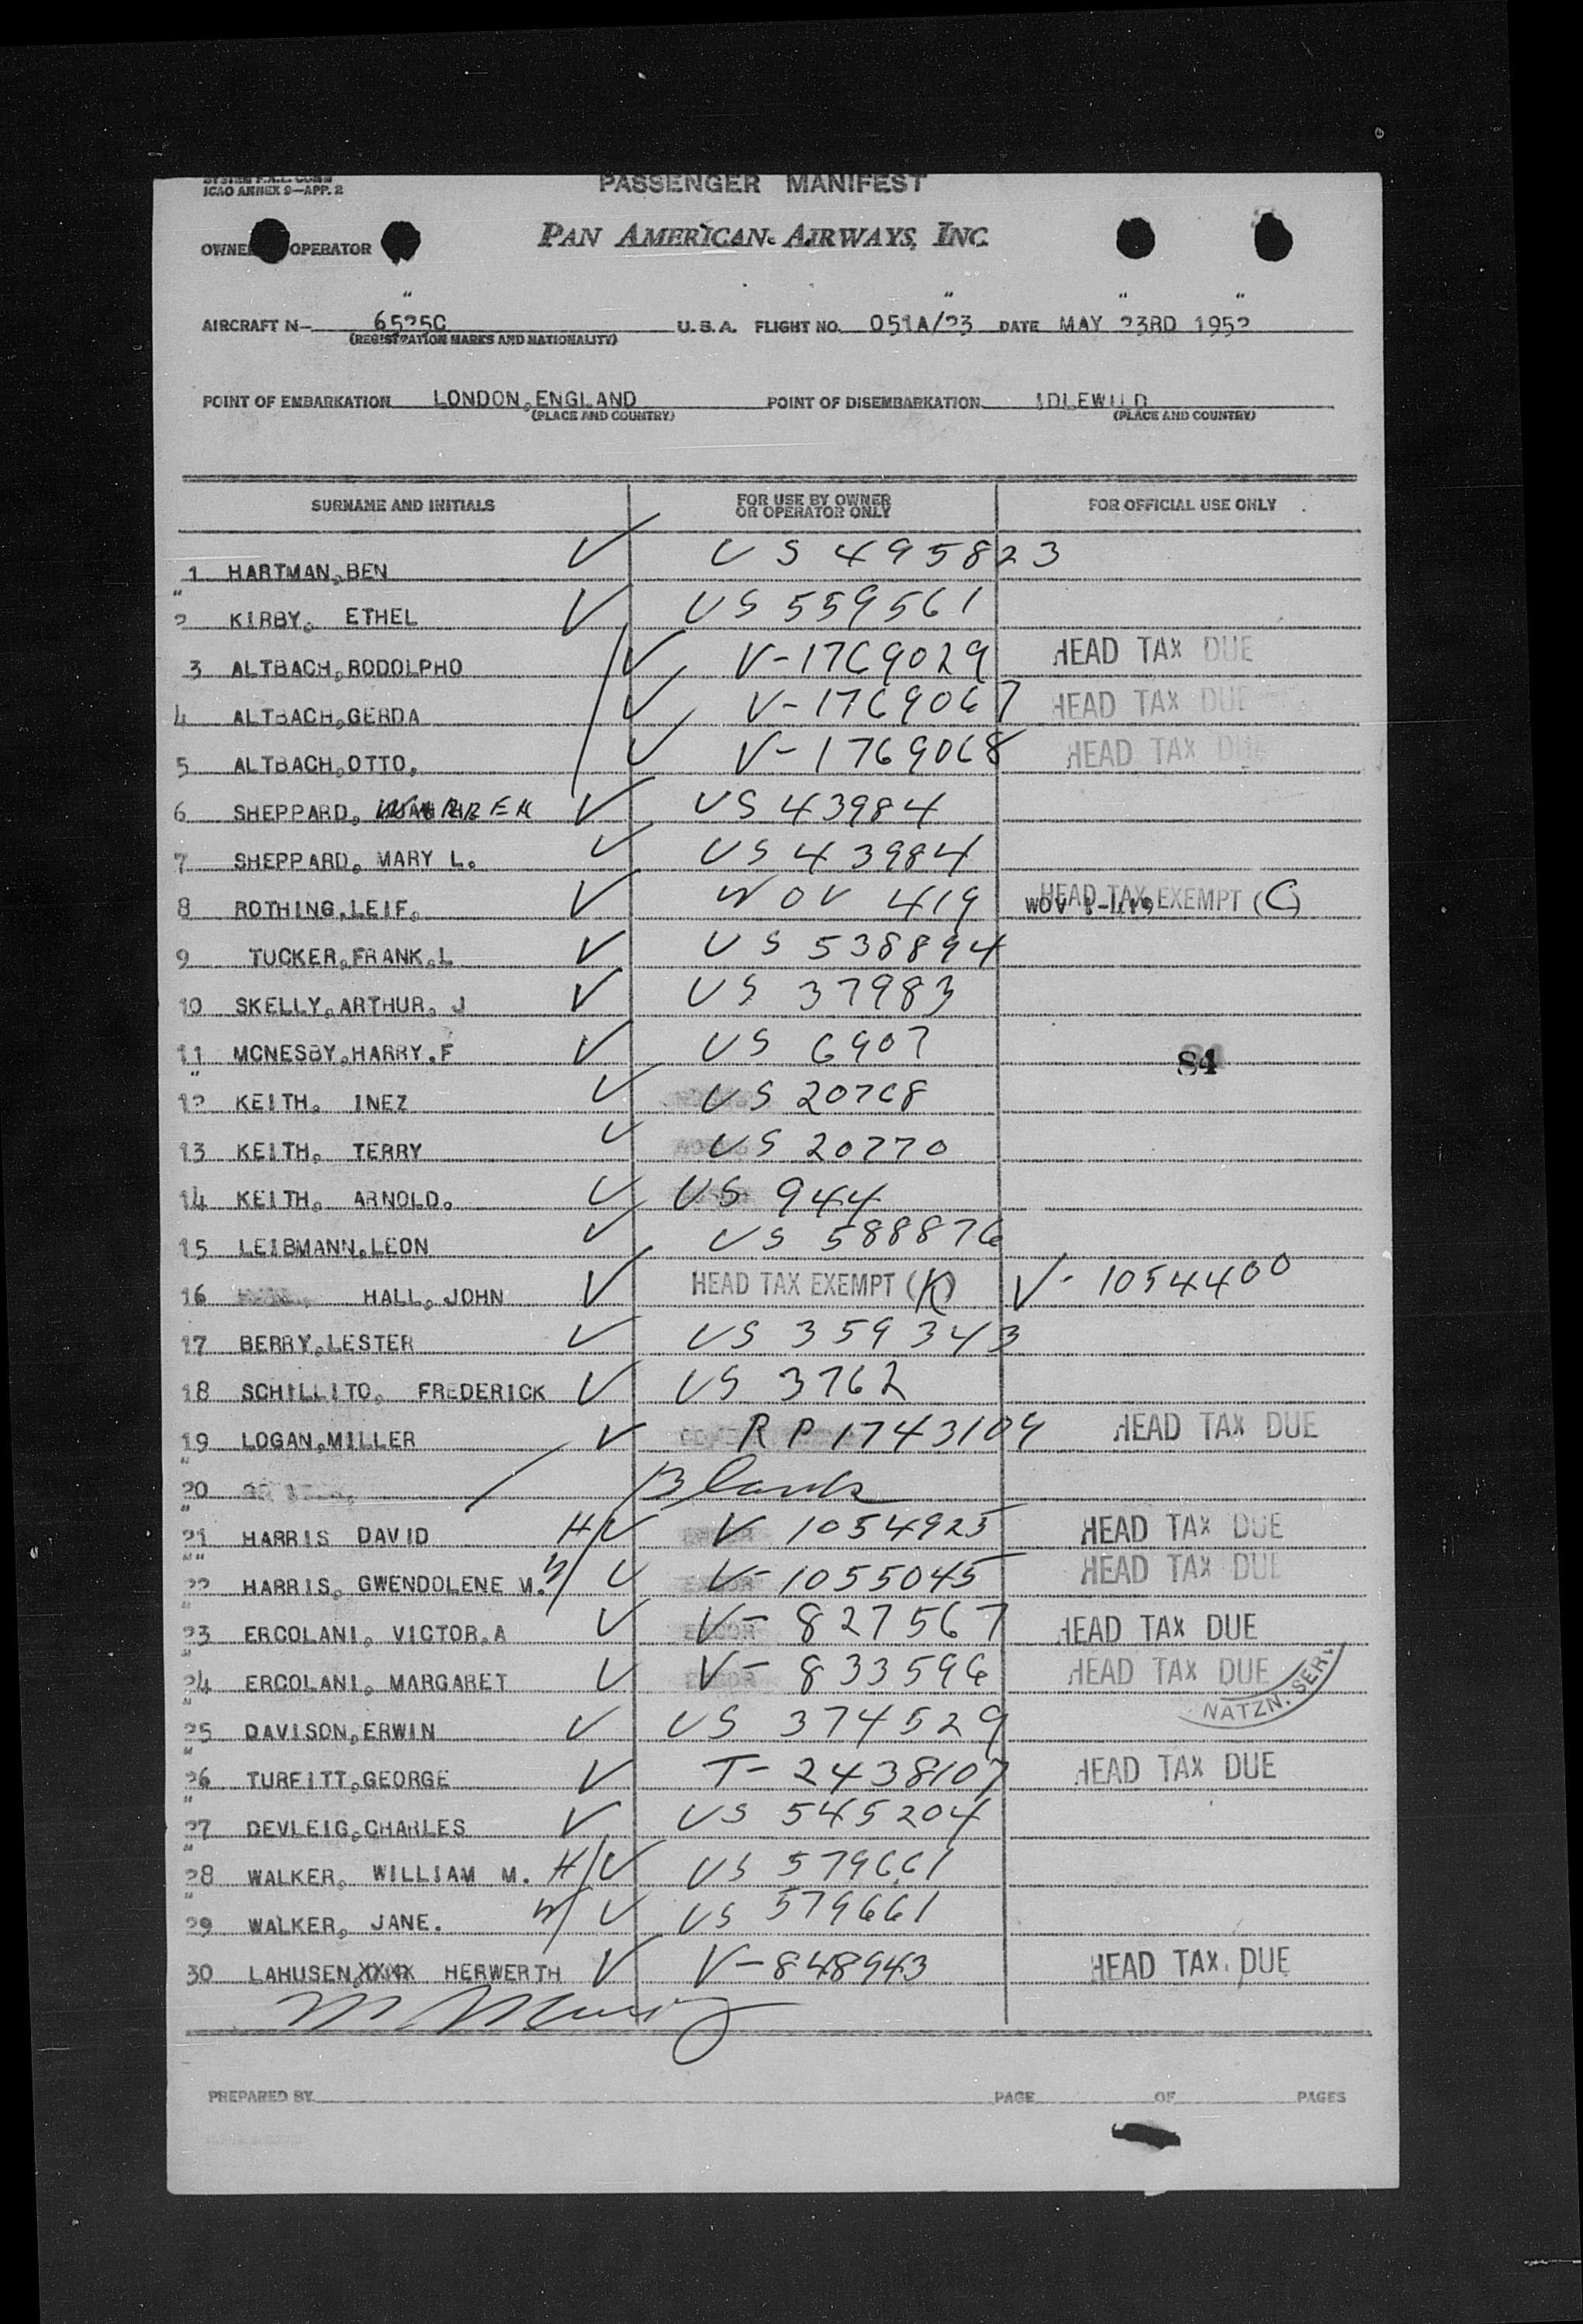 SYSTEM F.A.L. COMM
ICAO ANNEX 9—APP. 2
PASSENGER MANIFEST
OWNER OPERATOR PAN AMERICAN AIRWAYS, INC.
AIRCRAFT N— 6525C U.S.A. FLIGHT NO. 051A/23 DATE MAY 23RD 1952
(REGISTRATION MARKS AND NATIONALITY)
POINT OF EMBARKATION LONDON,ENGLAND POINT OF DISEMBARKATION IDLEWILD
(PLACE AND COUNTRY) (PLACE AND COUNTRY)
SURNAME AND INITIALS FOR USE BY OWNER OR OPERATOR ONLY FOR OFFICIAL USE ONLY
1 HARTMAN,BEN US 495823
2 KIRBY, ETHEL US 559561
3 ALTBACH,RODOLPHO V-1769029 HEAD TAX DUE
4 ALTBACH,GERDA V-1769067 HEAD TAX DUE
5 ALTBACH,OTTO, V-1769068 HEAD TAX DUE
6 SHEPPARD, WARREN US 43984
7 SHEPPARD, MARY L. US 43984
8 ROTHING,LEIF, WOV 419 HEAD TAX EXEMPT (C)
9 TUCKER,FRANK,L US 538894
10 SKELLY,ARTHUR, J US 37983
11 MCNESBY,HARRY.F US 6907 84
12 KEITH, INEZ US 20768
13 KEITH, TERRY US 20770
14 KEITH, ARNOLD. US 944
15 LEIBMANN,LEON US 588876
16 HALL, JOHN HEAD TAX EXEMPT (K) V- 1054400
17 BERRY,LESTER US 359343
18 SCHILLITO, FREDERICK US 3762
19 LOGAN,MILLER RP 1743109 HEAD TAX DUE
20 Blank
21 HARRIS DAVID H V 1054925 HEAD TAX DUE
22 HARRIS, GWENDOLENE M. W V-1055045 HEAD TAX DUE
23 ERCOLANI, VICTOR,A V- 827567 HEAD TAX DUE
24 ERCOLANI, MARGARET V- 833596 HEAD TAX DUE
NATZN. SER.
25 DAVISON,ERWIN US 374529
26 TURFITT,GEORGE T- 2438107 HEAD TAX DUE
27 DEVLEIG,CHARLES US 545204
28 WALKER, WILLIAM M. H US 579661
29 WALKER, JANE. W US 579661
30 LAHUSEN,XXXX HERWERTH V-848943 HEAD TAX DUE
PREPARED BY PAGE OF PAGES